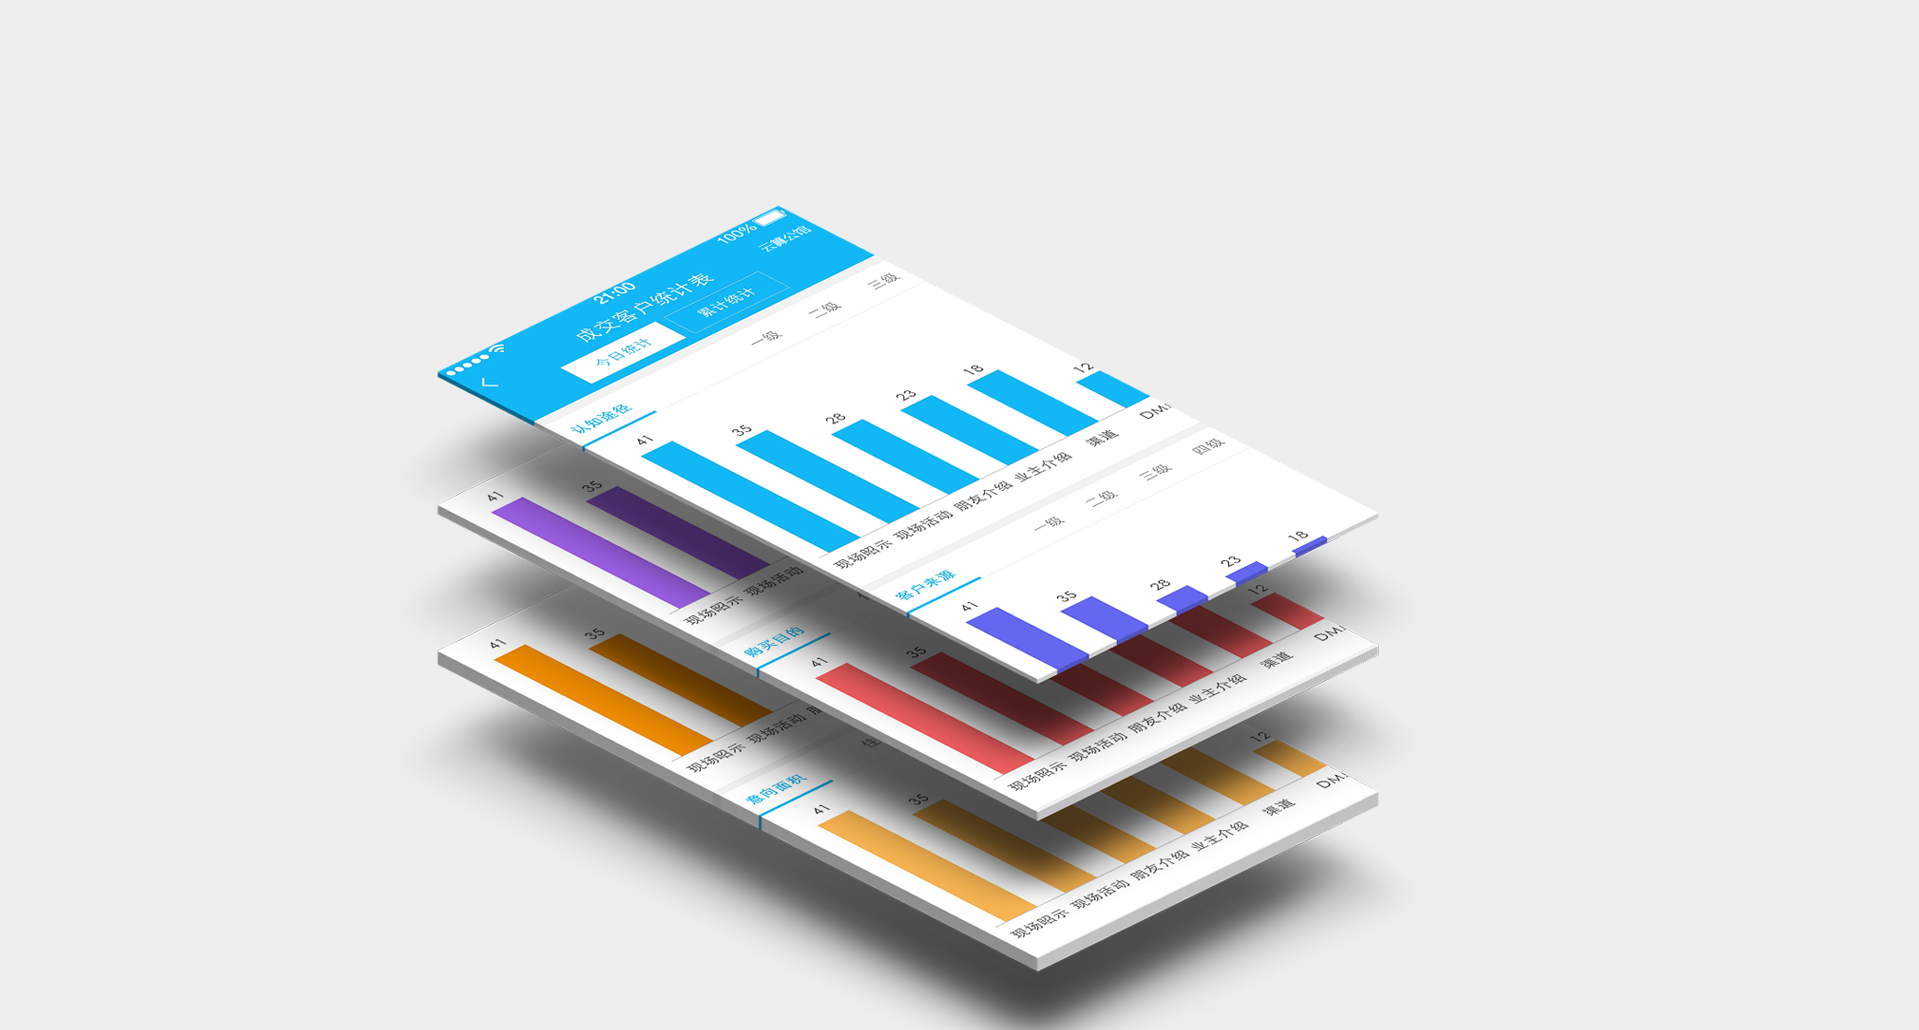 21:00
100%
成交客户统计表
云算公馆
今日统计
累计统计
认知途径
一级
二级
三级
41
35
28
23
18
12
现场昭示
现场活动
朋友介绍
业主介绍
渠道
客户来源
一级
二级
三级
四级
41
35
28
23
18
41
35
现场昭示
现场活动
购买目的
41
35
12
现场昭示
现场活动
朋友介绍
业主介绍
渠道
41
35
现场昭示
现场活动
意向面积
41
35
12
现场昭示
现场活动
朋友介绍
业主介绍
渠道